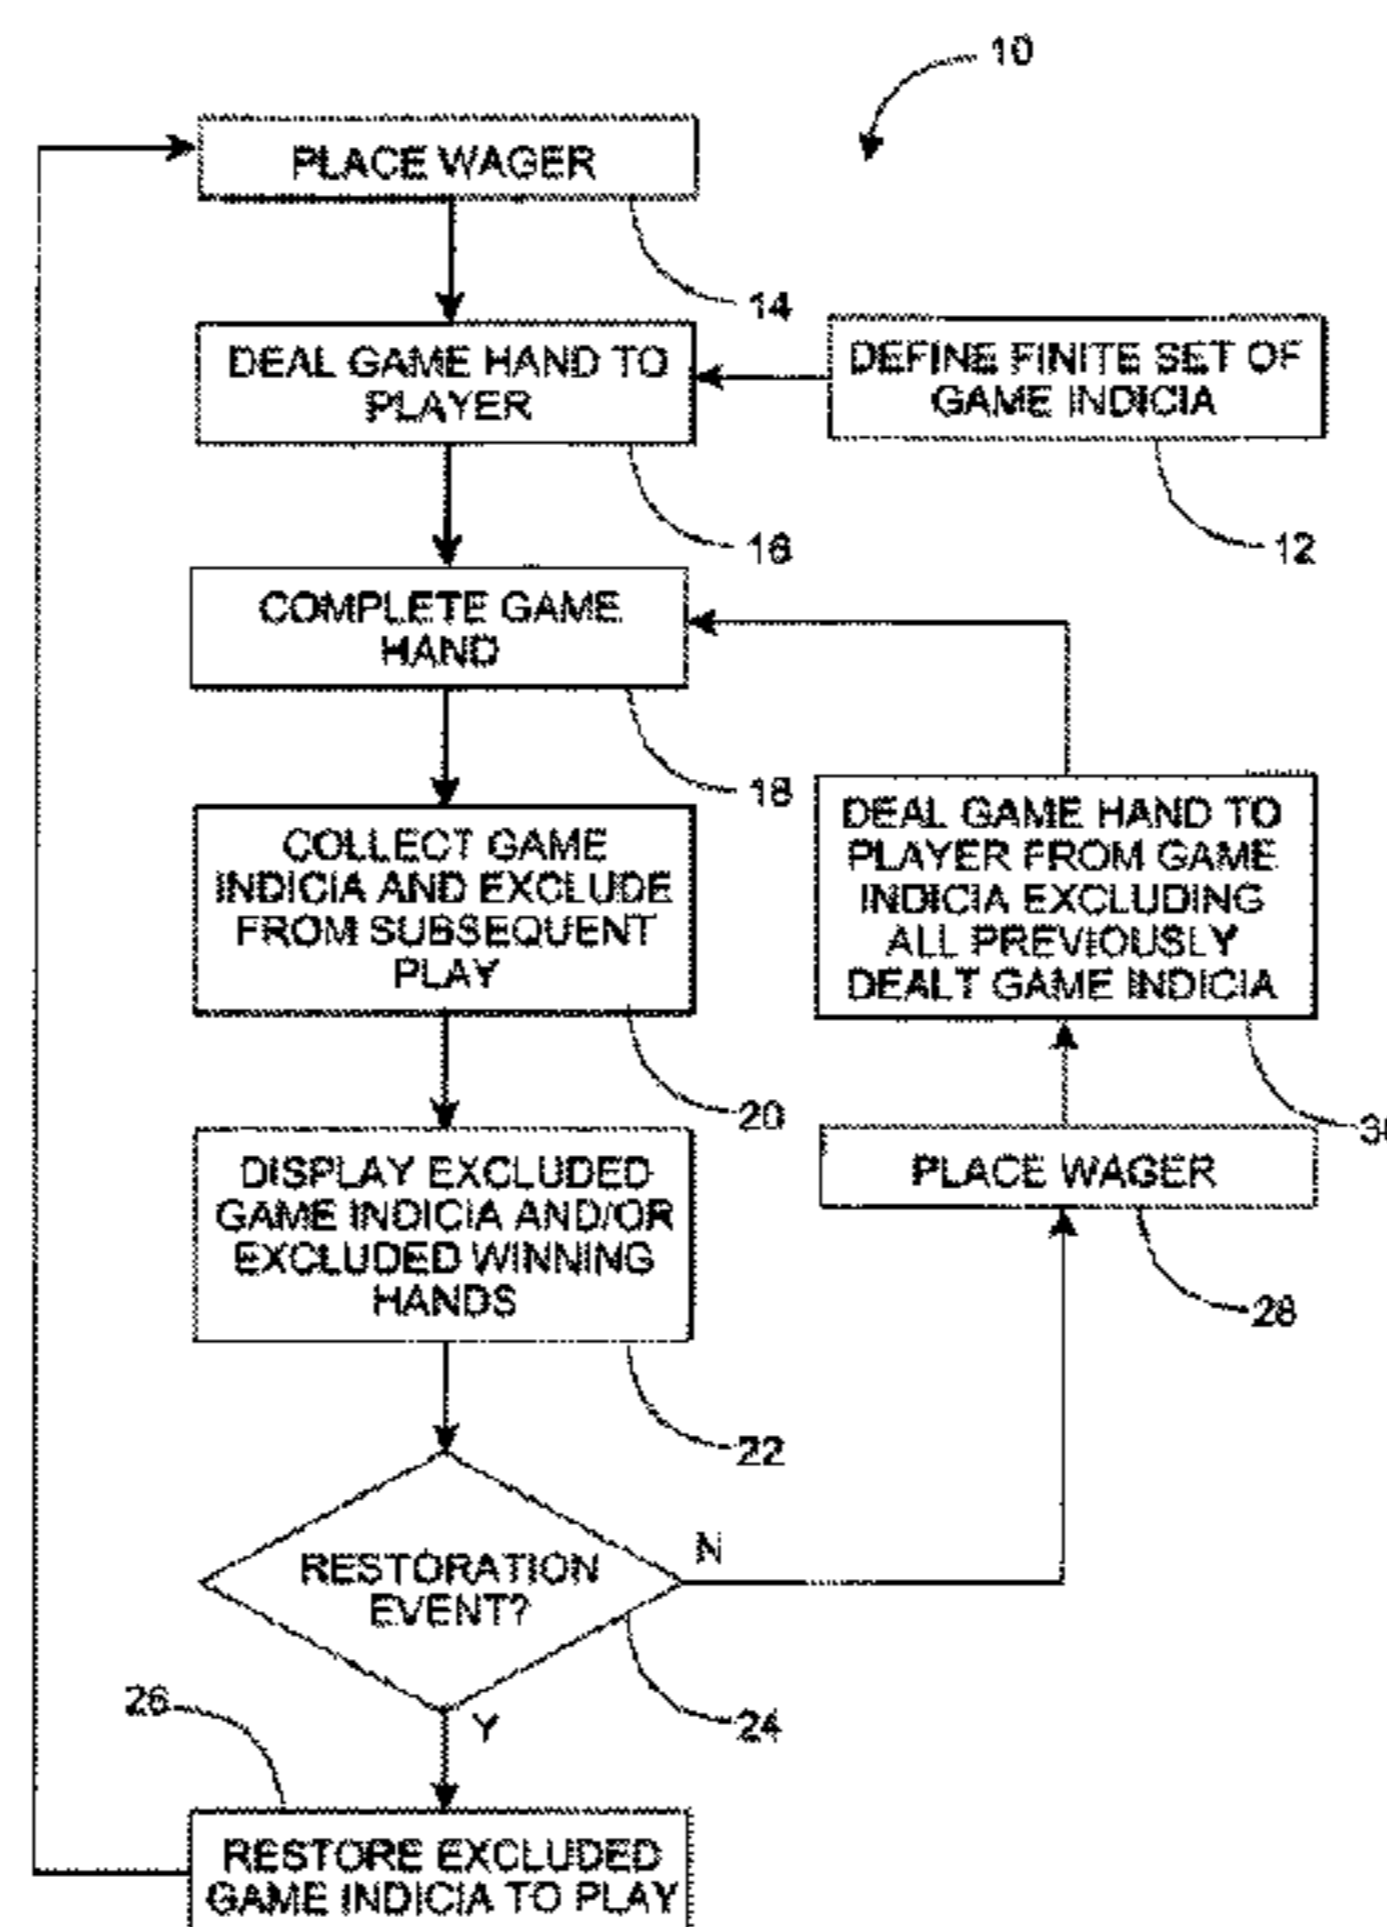 10
PLACE WAGER
14
DEAL GAME HAND TO
PLAYER
16
DEFINE FINITE SET OF
GAME INDICIA
12
COMPLETE GAME
HAND
18
COLLECT GAME
INDICIA AND EXCLUDE
FROM SUBSEQUENT
PLAY
20
DEAL GAME HAND TO
PLAYER FROM GAME
INDICIA EXCLUDING
ALL PREVIOUSLY
DEALT GAME INDICIA
DISPLAY EXCLUDED
GAME INDICIA AND/OR
EXCLUDED WINNING
HANDS
22
PLACE WAGER
28
RESTORATION
EVENT?
N
Y
24
26
RESTORE EXCLUDED
GAME INDICIA TO PLAY